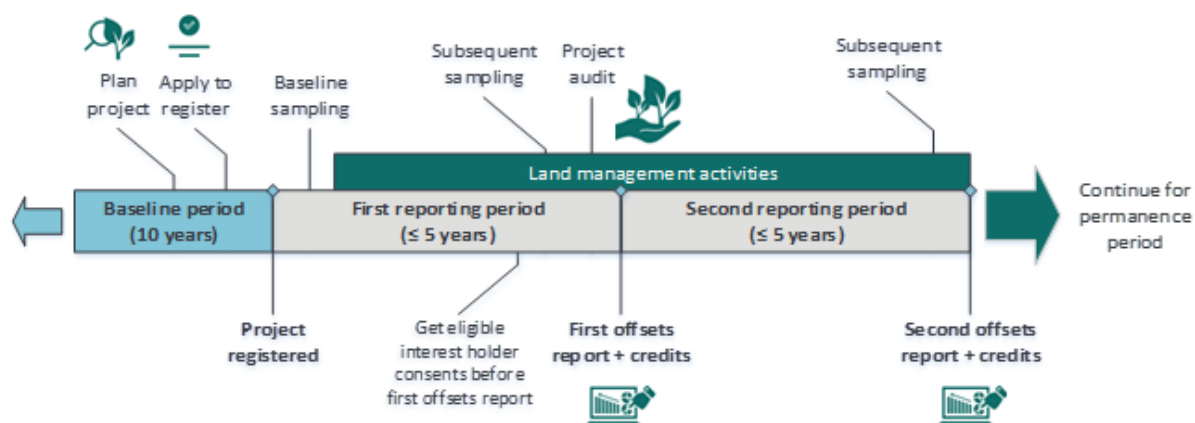 Plan
project
Apply to
register
Baseline
sampling
Subsequent
sampling
Project
audit
Subsequent
sampling
Land management activities
Baseline period
(10 years)
First reporting period
(≤ 5 years)
Second reporting period
(≤ 5 years)
Continue for
permanence
period
Project
registered
Get eligible
interest holder
consents before
first offsets report
First offsets
report + credits
Second offsets
report + credits